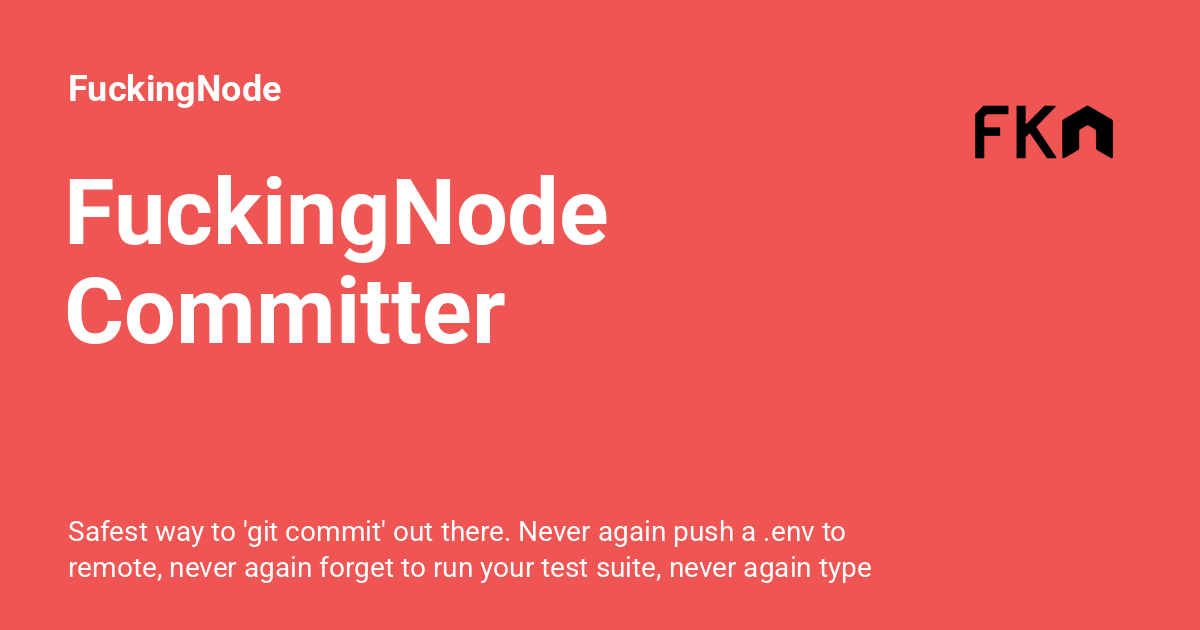 FuckingNode
FKn
FuckingNode
Committer
Safest way to 'git commit' out there. Never again push a .env to
remote, never again forget to run your test suite, never again type